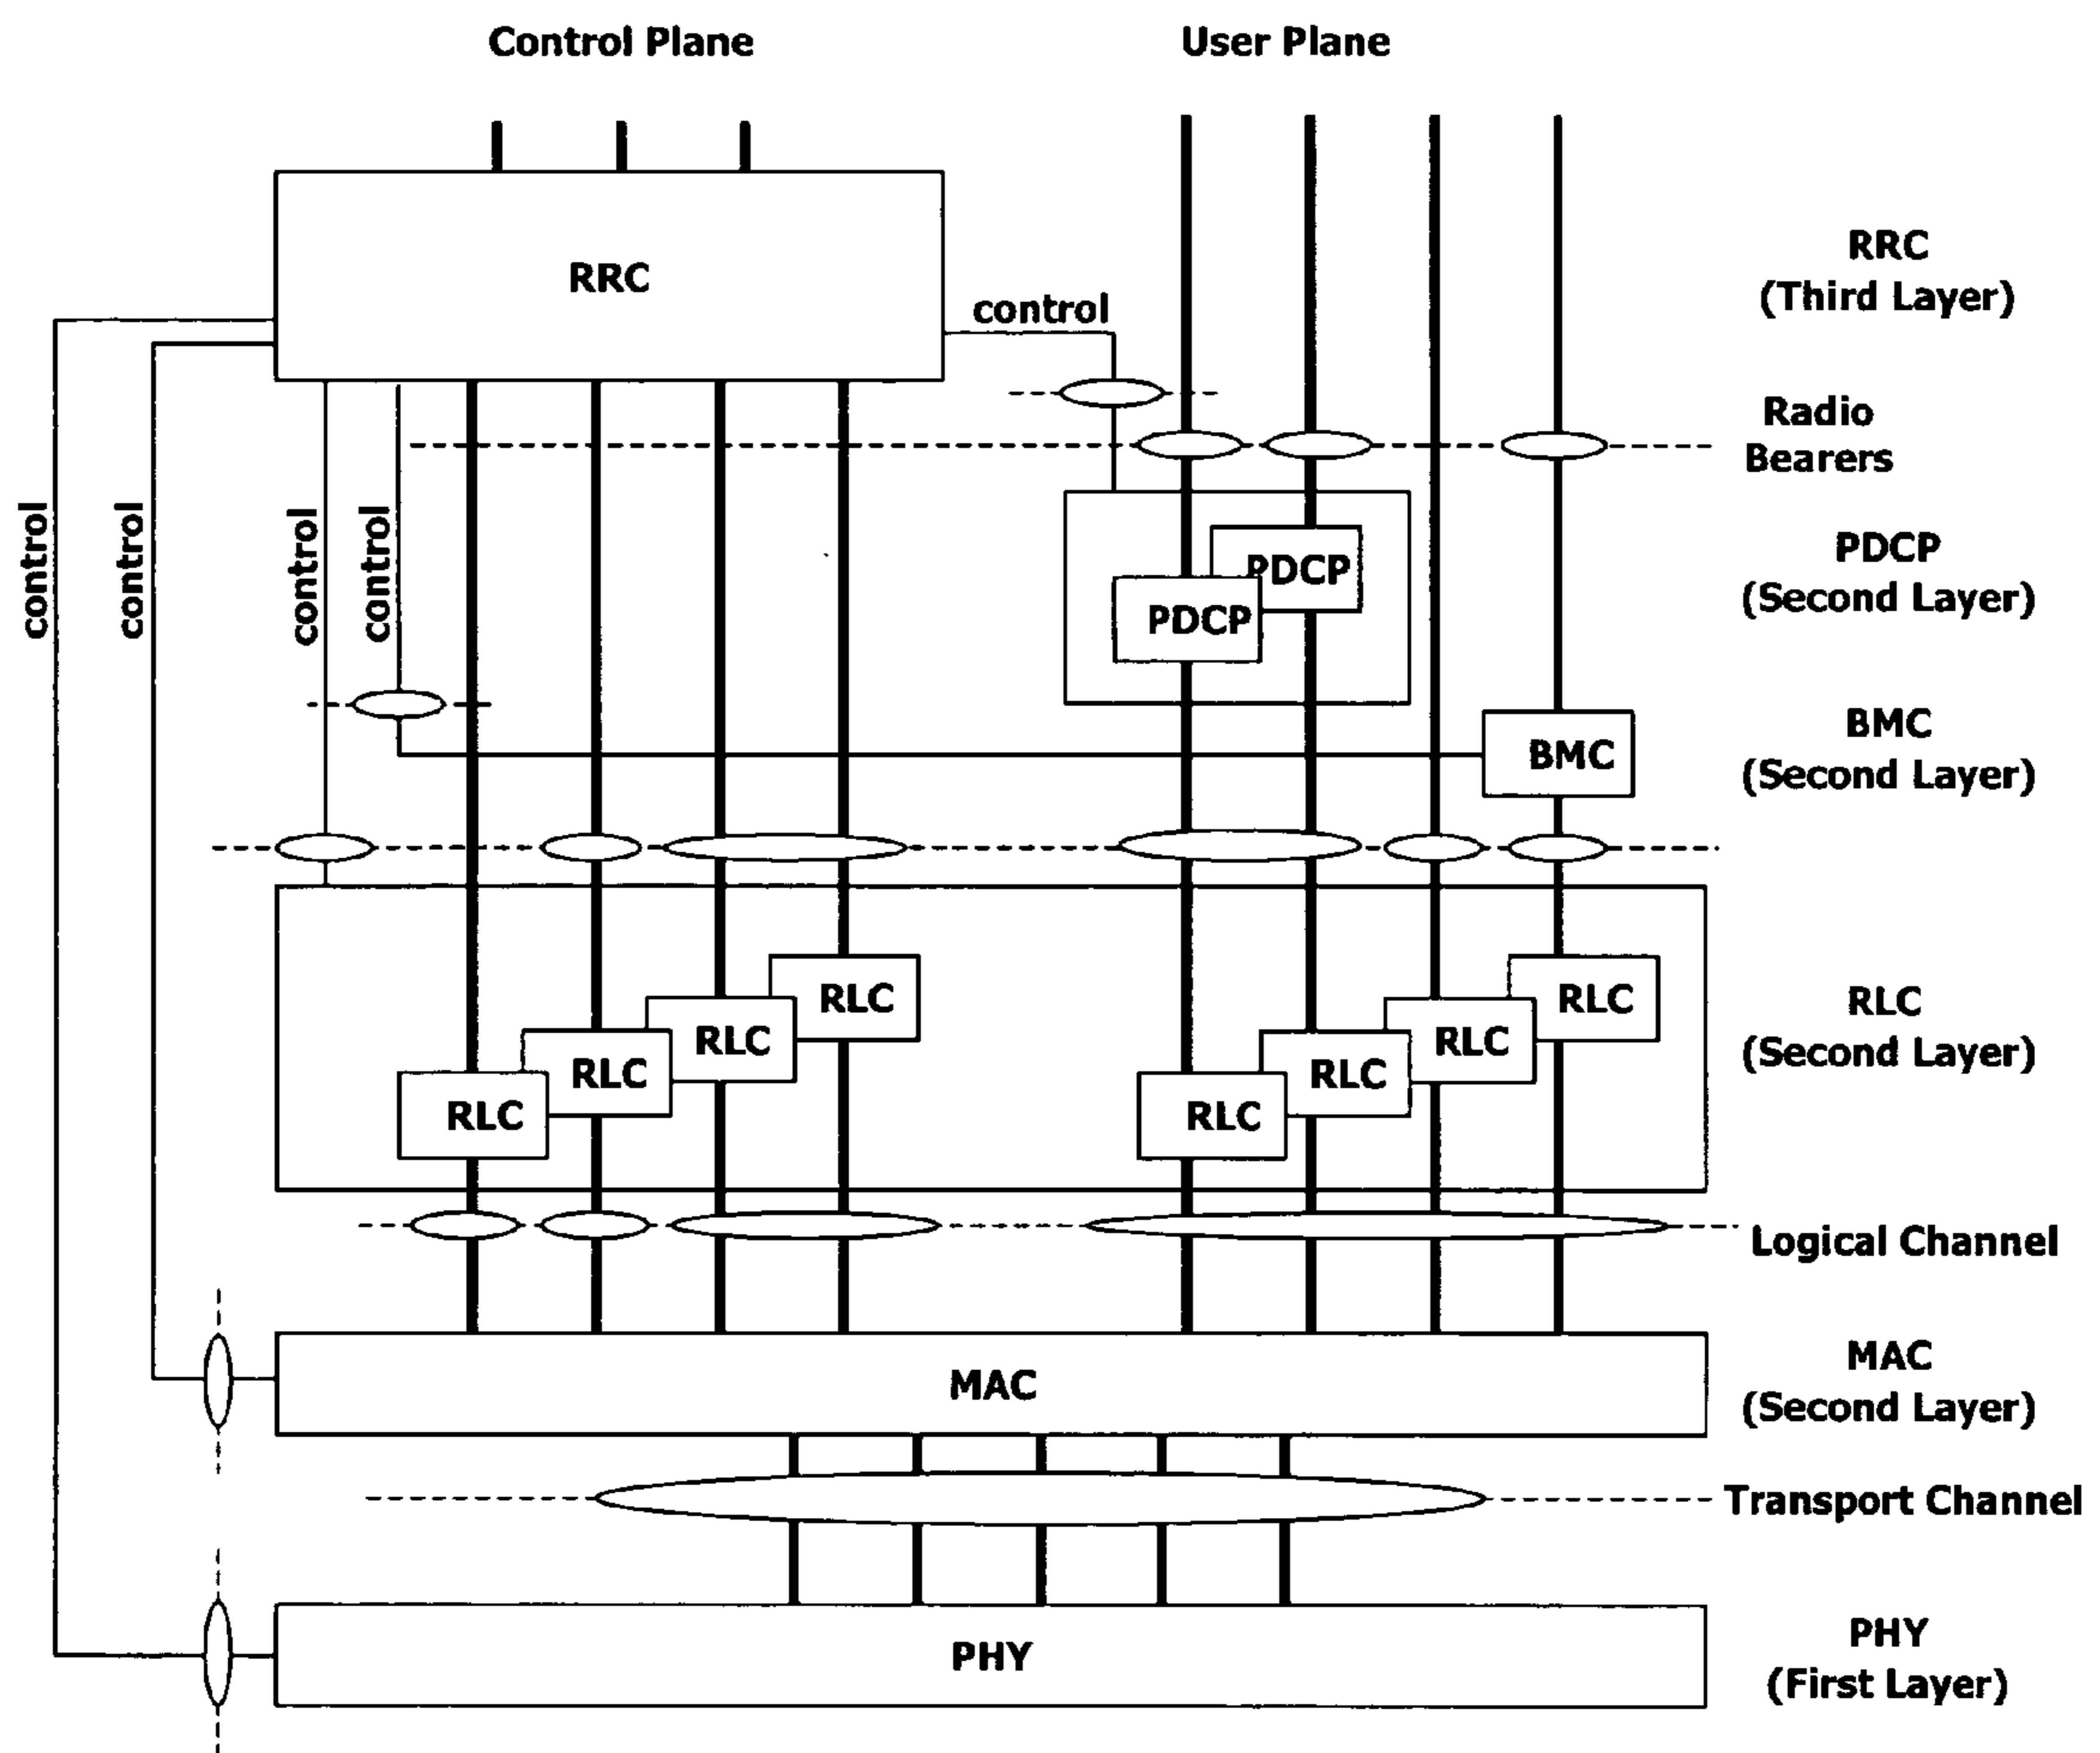 Control Plane
User Plane
RRC
control
RRC
(Third Layer)
Radio
Bearers
control
control
control
control
PDCP
PDCP
PDCP
(Second Layer)
BMC
BMC
(Second Layer)
RLC
RLC
RLC
RLC
RLC
RLC
RLC
RLC
RLC
(Second Layer)
Logical Channel
MAC
MAC
(Second Layer)
Transport Channel
PHY
PHY
(First Layer)